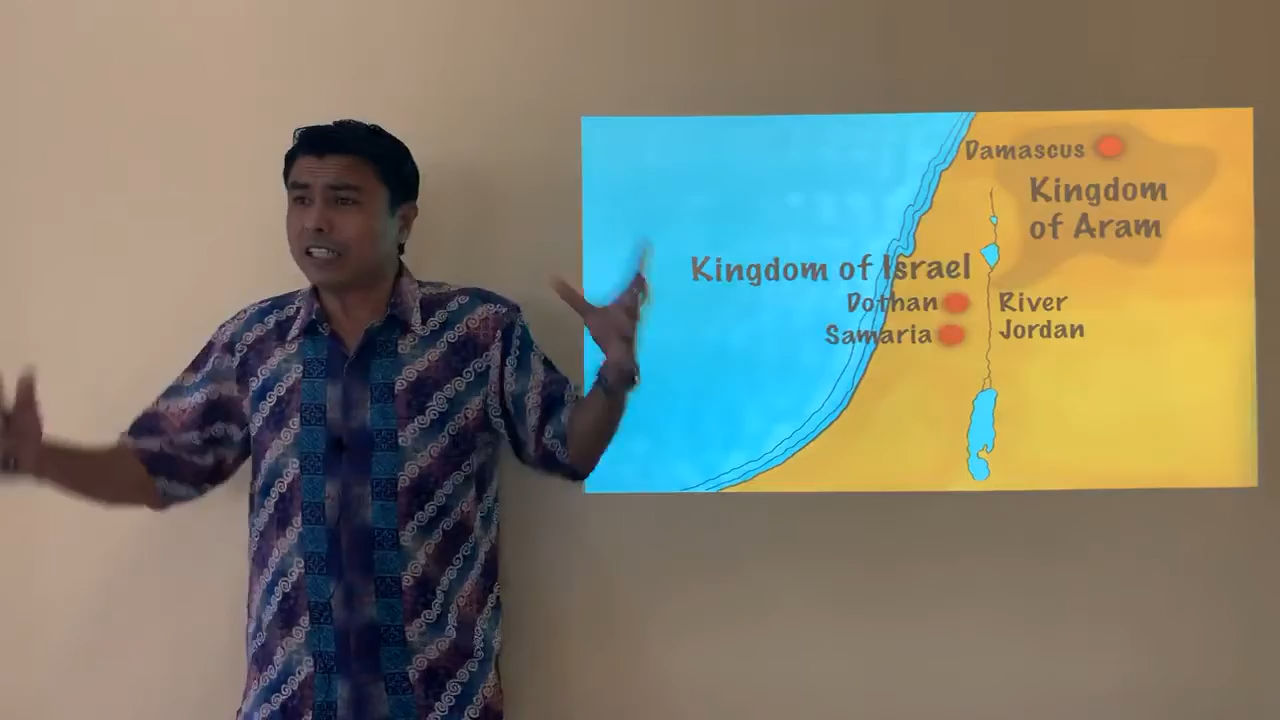 Damascus
Kingdom
of Aram
Kingdom of Israel
Dothan
River
Samaria
Jordan